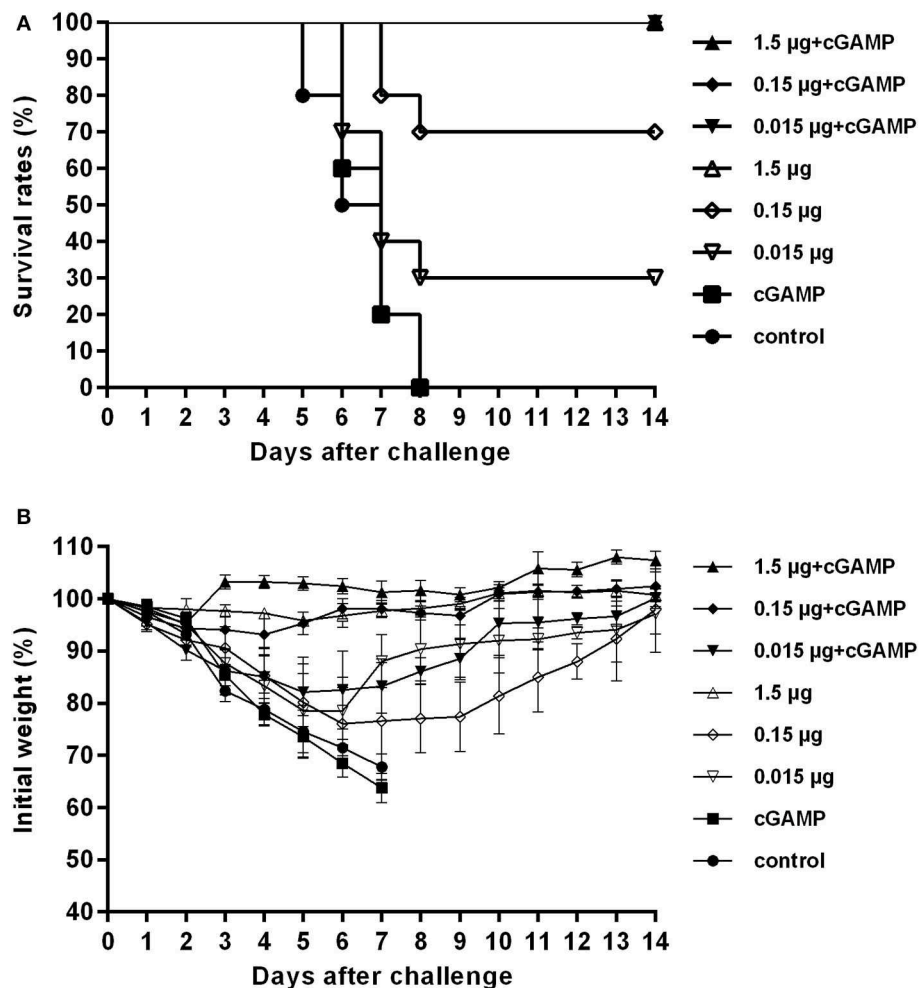 A
Survival rates (%)
100
90
80
70
60
50
40
30
20
10
0
0 1 2 3 4 5 6 7 8 9 10 11 12 13 14
Days after challenge
1.5 µg+cGAMP
0.15 µg+cGAMP
0.015 µg+cGAMP
1.5 µg
0.15 µg
0.015 µg
cGAMP
control
B
Initial weight (%)
110
100
90
80
70
60
50
40
0 1 2 3 4 5 6 7 8 9 10 11 12 13 14
Days after challenge
1.5 µg+cGAMP
0.15 µg+cGAMP
0.015 µg+cGAMP
1.5 µg
0.15 µg
0.015 µg
cGAMP
control